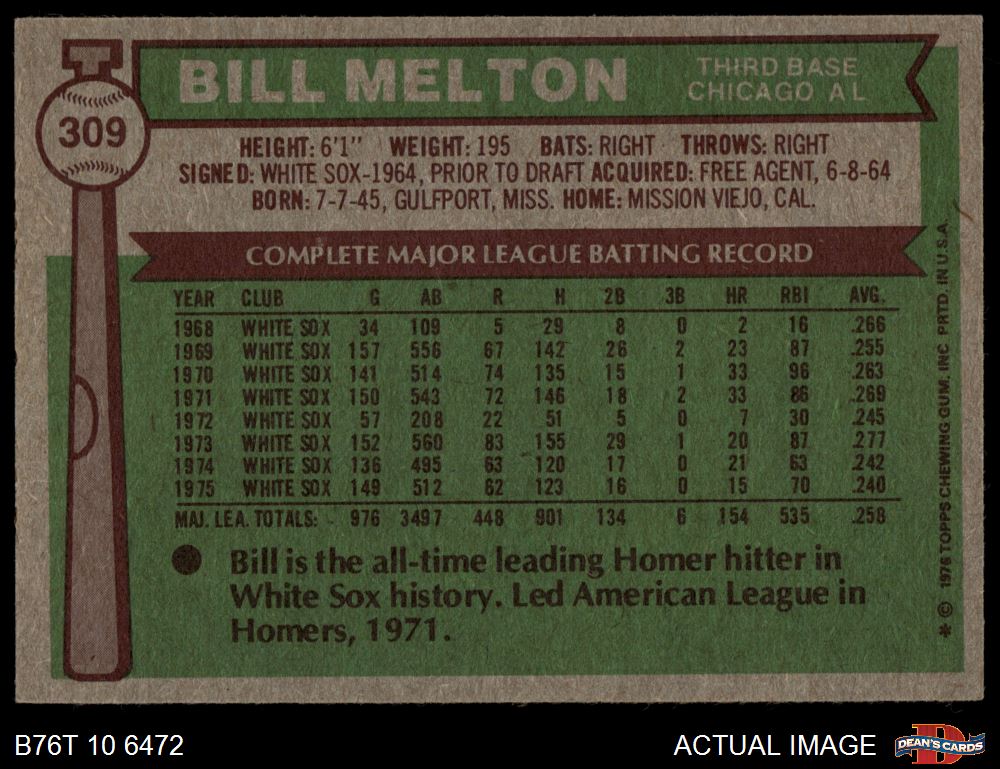 309
BILL MELTON
THIRD BASE
CHICAGO AL
HEIGHT: 6'1" WEIGHT: 195 BATS: RIGHT THROWS: RIGHT
SIGNED: WHITE SOX-1964, PRIOR TO DRAFT ACQUIRED: FREE AGENT, 6-8-64
BORN: 7-7-45, GULFPORT, MISS. HOME: MISSION VIEJO, CAL.
COMPLETE MAJOR LEAGUE BATTING RECORD
YEAR CLUB G AB R H 2B 3B HR RBI AVG.
1968 WHITE SOX 34 109 5 29 8 0 2 16 .266
1969 WHITE SOX 157 556 67 142 26 2 23 87 .255
1970 WHITE SOX 141 514 74 135 15 1 33 96 .263
1971 WHITE SOX 150 543 72 146 18 2 33 86 .269
1972 WHITE SOX 57 208 22 51 5 0 7 30 .245
1973 WHITE SOX 152 560 83 155 29 1 20 87 .277
1974 WHITE SOX 136 495 63 120 17 0 21 63 .242
1975 WHITE SOX 149 512 62 123 16 0 15 70 .240
MAJ. LEA. TOTALS: 976 3497 448 901 134 6 154 535 .258
● Bill is the all-time leading Homer hitter in
White Sox history. Led American League in
Homers, 1971.
* © 1976 TOPPS CHEWING GUM, INC PRTD. IN U.S.A.
B76T 10 6472
ACTUAL IMAGE
D
DEAN'S CARDS